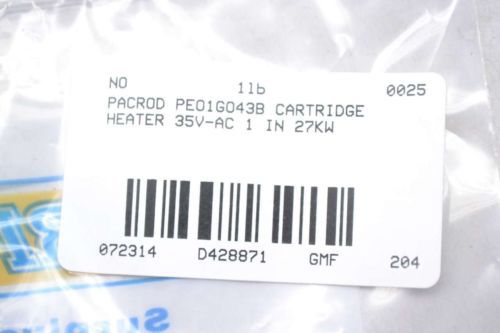 NO 1lb 0025
PACROD PE01G043B CARTRIDGE
HEATER 35V-AC 1 IN 27KW
072314 D428871 GMF 204